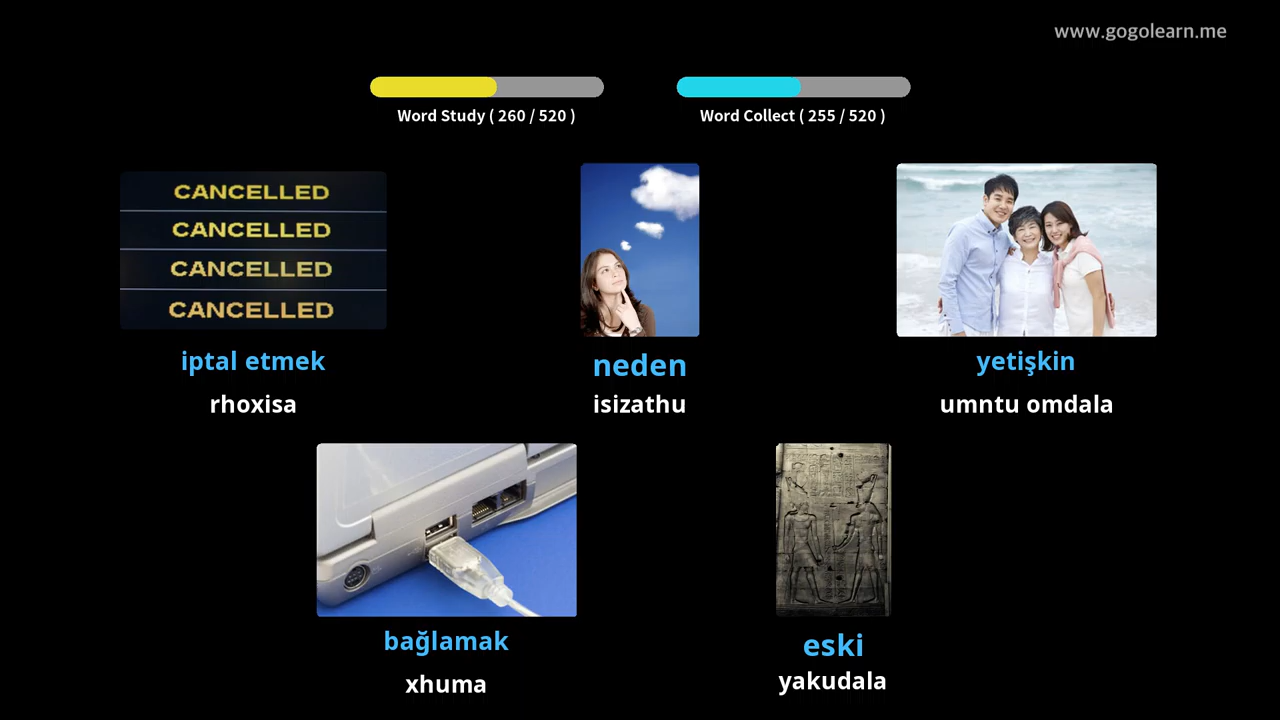 www.gogolearn.me
Word Study ( 260 / 520 )
Word Collect ( 255 / 520 )
CANCELLED
CANCELLED
CANCELLED
CANCELLED
iptal etmek
rhoxisa
neden
isizathu
yetişkin
umntu omdala
bağlamak
xhuma
eski
yakudala